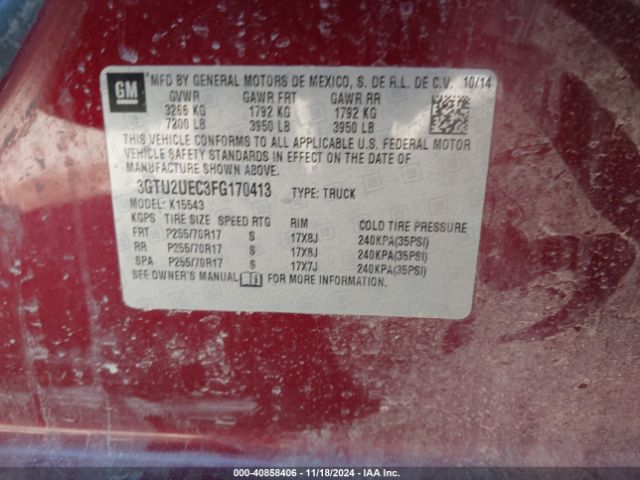 GM
MFD BY GENERAL MOTORS DE MEXICO, S. DE R.L. DE C.V. 10/14
GVWR GAWR FRT GAWR RR
3266 KG 1792 KG 1792 KG
7200 LB 3950 LB 3950 LB
THIS VEHICLE CONFORMS TO ALL APPLICABLE U.S. FEDERAL MOTOR
VEHICLE SAFETY STANDARDS IN EFFECT ON THE DATE OF
MANUFACTURE SHOWN ABOVE.
3GTU2UEC3FG170413 TYPE: TRUCK
MODEL: K15543
KGPS TIRE SIZE SPEED RTG RIM COLD TIRE PRESSURE
FRT P255/70R17 S 17X8J 240KPA(35PSI)
RR P255/70R17 S 17X8J 240KPA(35PSI)
SPA P265/70R17 S 17X7J 240KPA(35PSI)
SEE OWNER'S MANUAL FOR MORE INFORMATION.
000-40858406 - 11/18/2024 - IAA Inc.